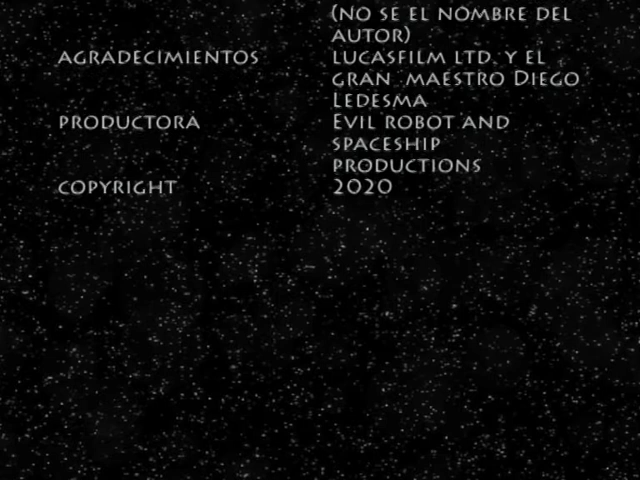 (No se el nombre del
autor)
agradecimientos lucasfilm ltd. y el
gran maestro Diego
Ledesma
productora Evil robot and
spaceship
productions
copyright 2020